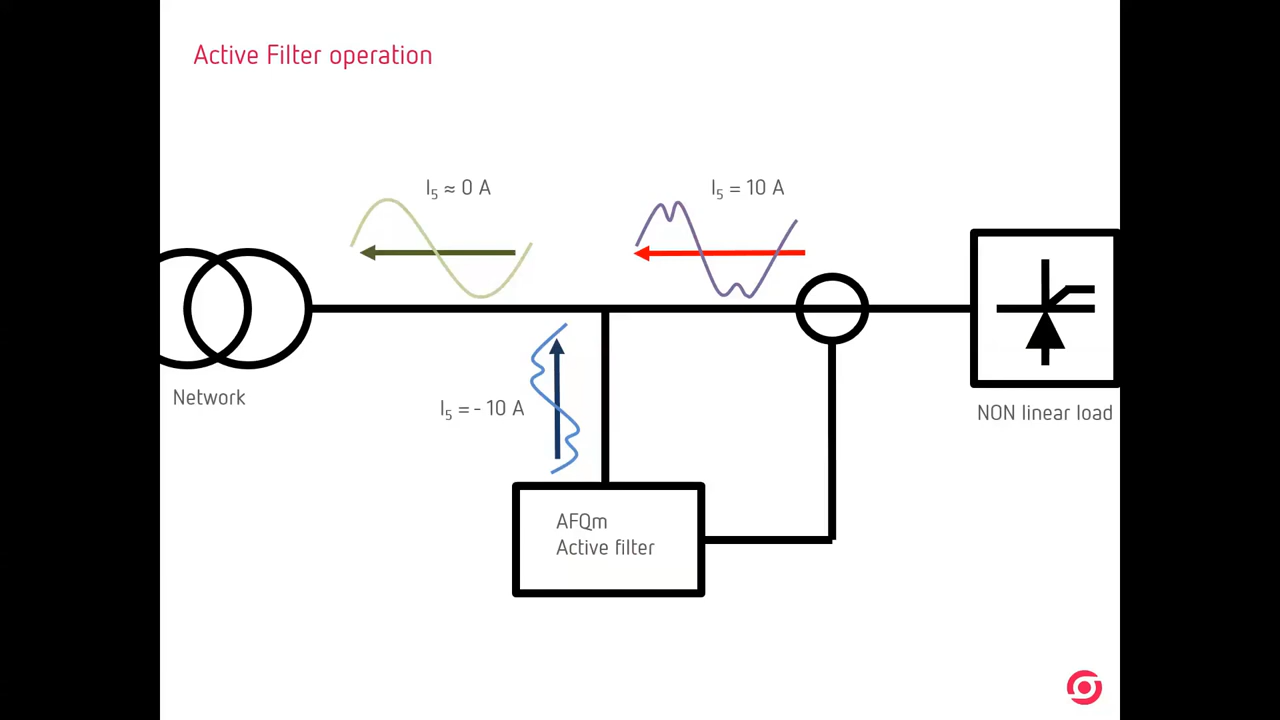 Active Filter operation
I₅ ≈ 0 A
I₅ = 10 A
Network
I₅ = - 10 A
NON linear load
AFQm
Active filter